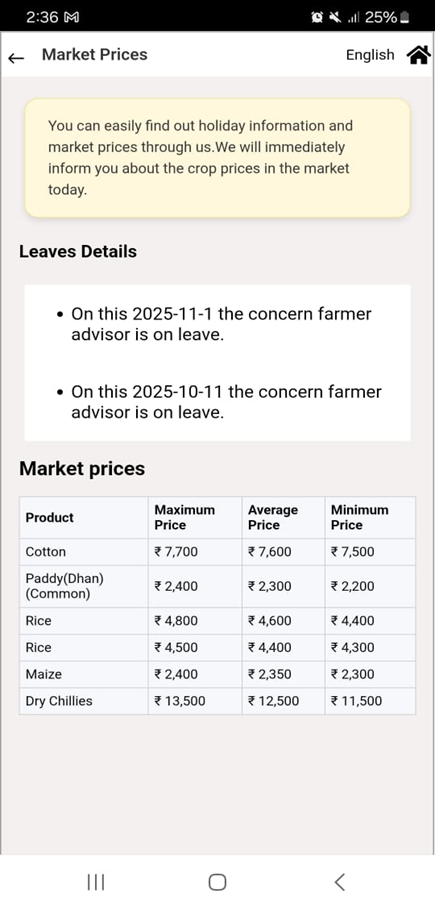 2:36
25%
Market Prices
English
You can easily find out holiday information and
market prices through us.We will immediately
inform you about the crop prices in the market
today.
Leaves Details
• On this 2025-11-1 the concern farmer
advisor is on leave.
• On this 2025-10-11 the concern farmer
advisor is on leave.
Market prices
Product Maximum Price Average Price Minimum Price
Cotton ₹ 7,700 ₹ 7,600 ₹ 7,500
Paddy(Dhan)(Common) ₹ 2,400 ₹ 2,300 ₹ 2,200
Rice ₹ 4,800 ₹ 4,600 ₹ 4,400
Rice ₹ 4,500 ₹ 4,400 ₹ 4,300
Maize ₹ 2,400 ₹ 2,350 ₹ 2,300
Dry Chillies ₹ 13,500 ₹ 12,500 ₹ 11,500